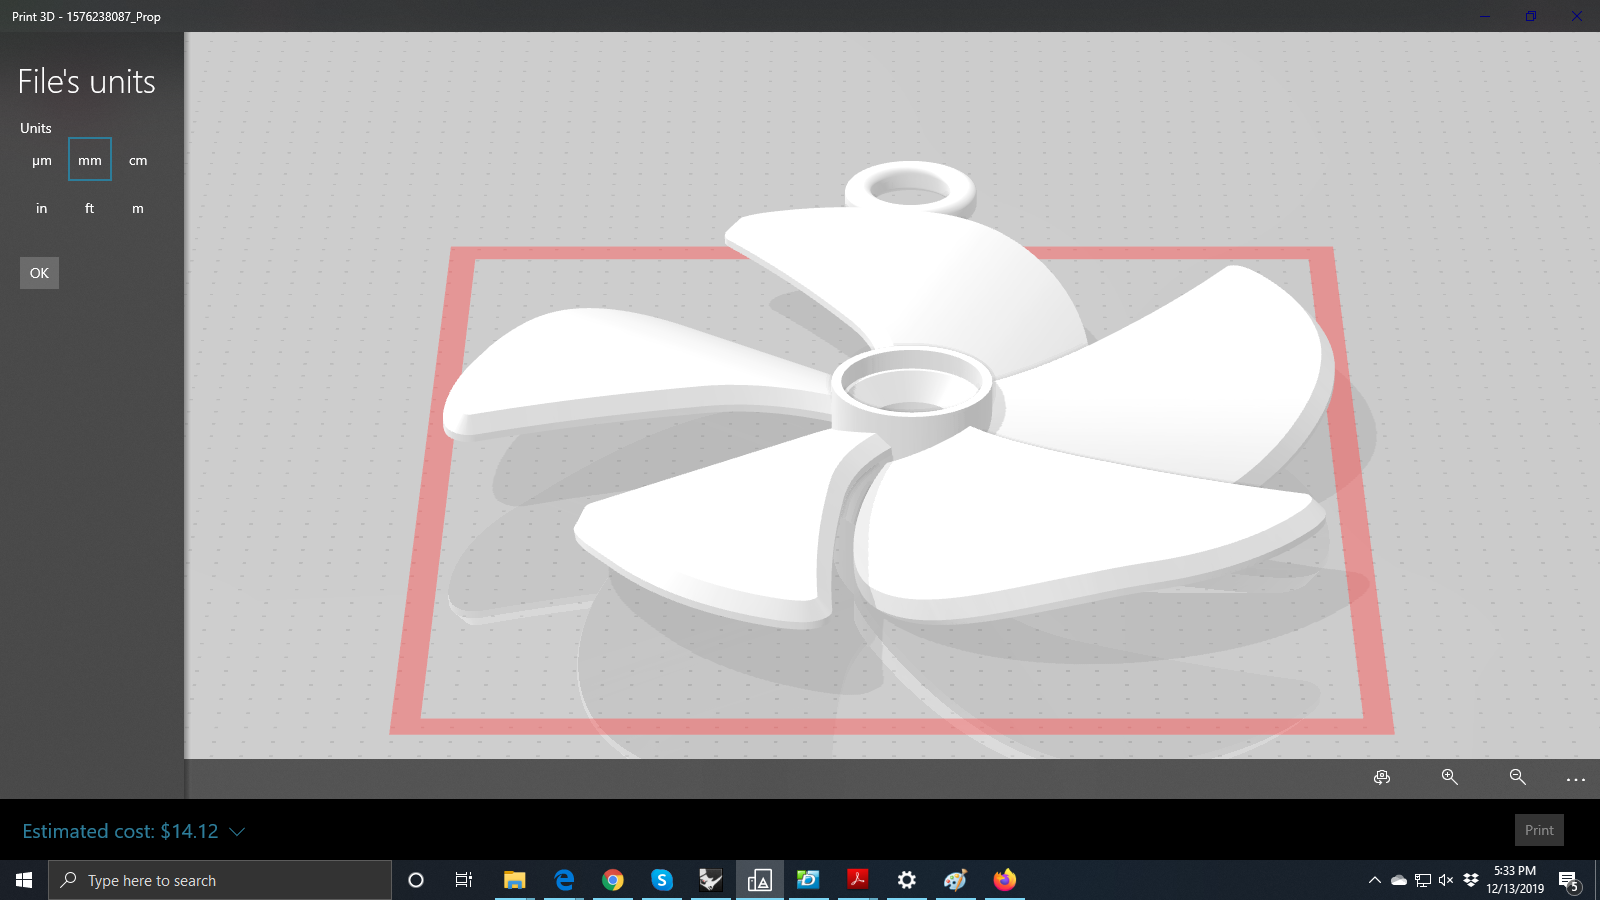 Print 3D - 1576238087_Prop
File's units
Units
µm mm cm
in ft m
OK
Estimated cost: $14.12
Print
Type here to search
5:33 PM
12/13/2019
5